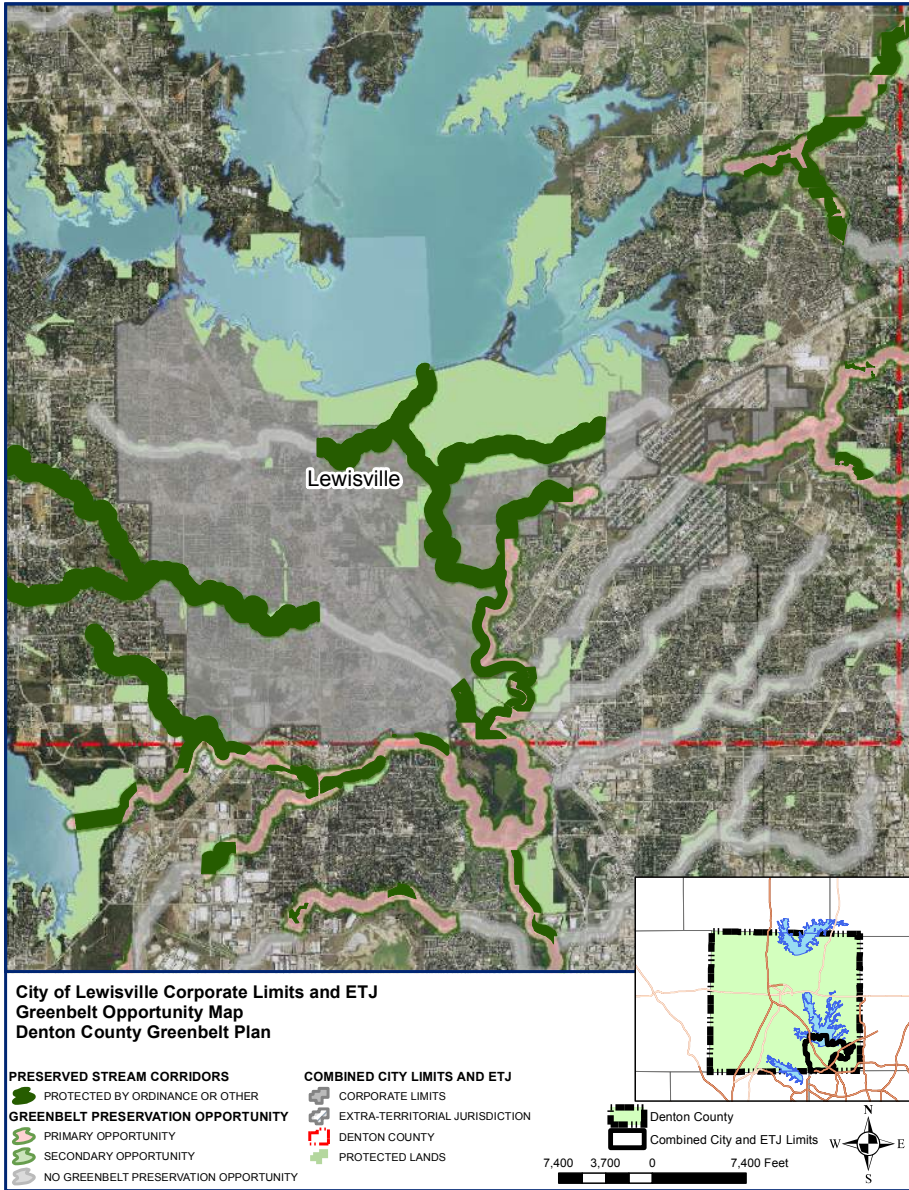 Lewisville
City of Lewisville Corporate Limits and ETJ
Greenbelt Opportunity Map
Denton County Greenbelt Plan
PRESERVED STREAM CORRIDORS
PROTECTED BY ORDINANCE OR OTHER
GREENBELT PRESERVATION OPPORTUNITY
PRIMARY OPPORTUNITY
SECONDARY OPPORTUNITY
NO GREENBELT PRESERVATION OPPORTUNITY
COMBINED CITY LIMITS AND ETJ
CORPORATE LIMITS
EXTRA-TERRITORIAL JURISDICTION
DENTON COUNTY
PROTECTED LANDS
Denton County
Combined City and ETJ Limits
N
W E
S
7,400 3,700 0 7,400 Feet